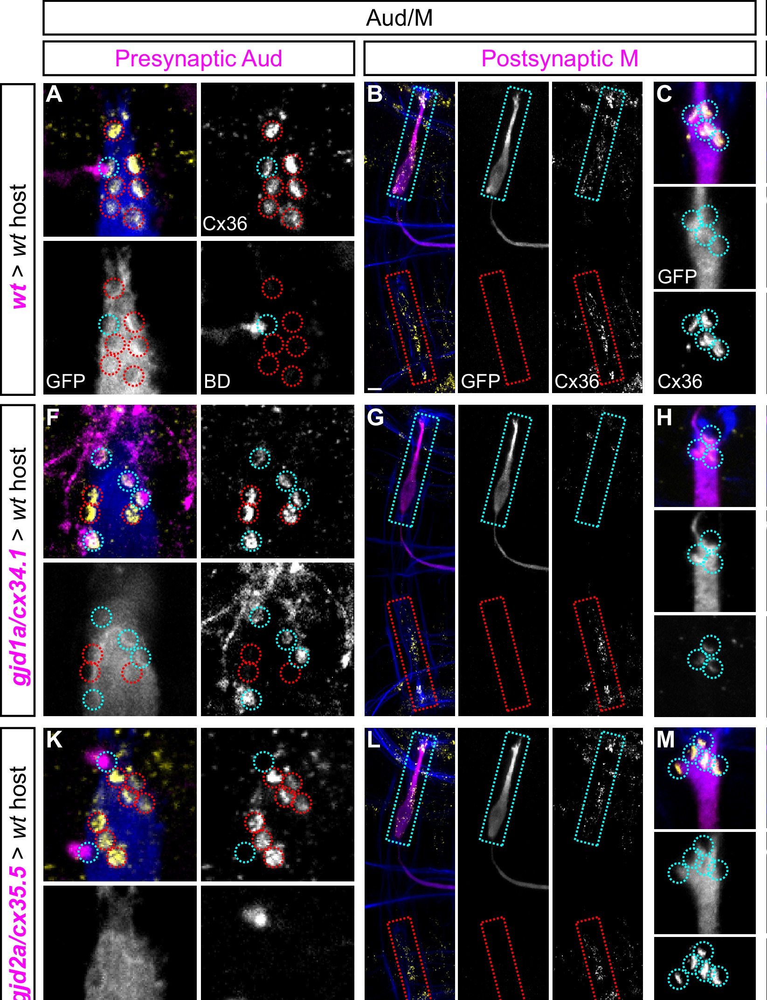 Aud/M
Presynaptic Aud
Postsynaptic M
wt > wt host
A
Cx36
GFP
BD
B
GFP
Cx36
C
GFP
Cx36
gjd1a/cx34.1 > wt host
F
G
H
gjd2a/cx35.5 > wt host
K
L
M